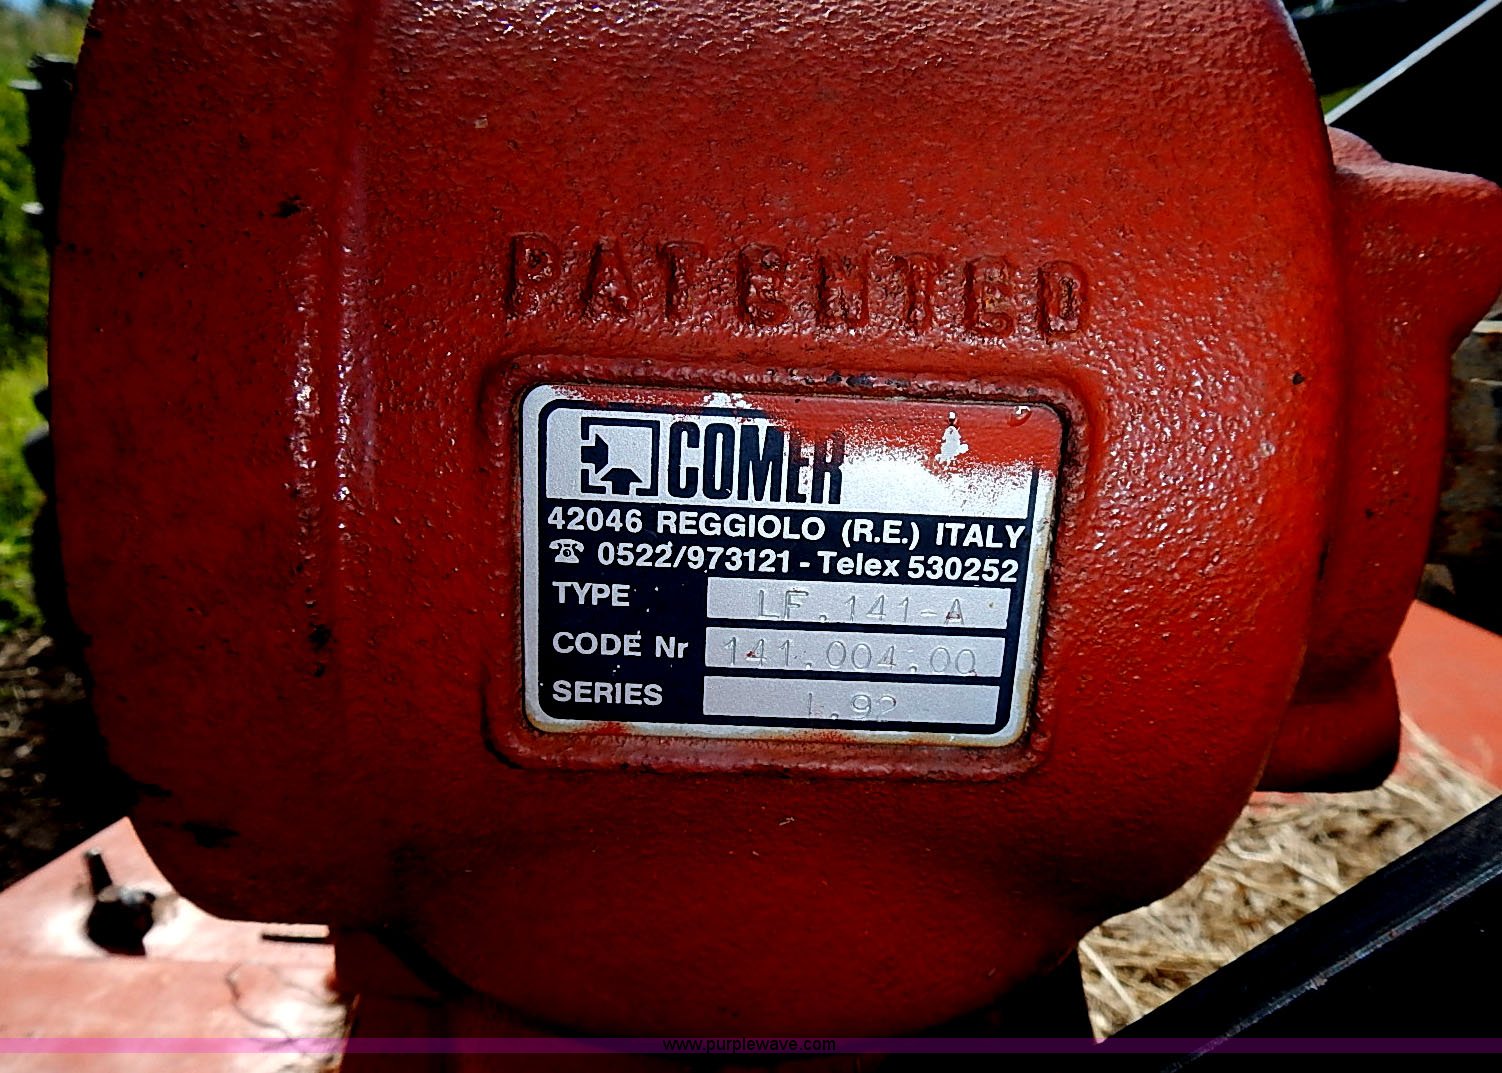 PATENTED
COMER
42046 REGGIOLO (R.E.) ITALY
☎ 0522/973121 - Telex 530252
TYPE LF.141-A
CODE Nr 141.004.00
SERIES 1.92
www.purplewave.com